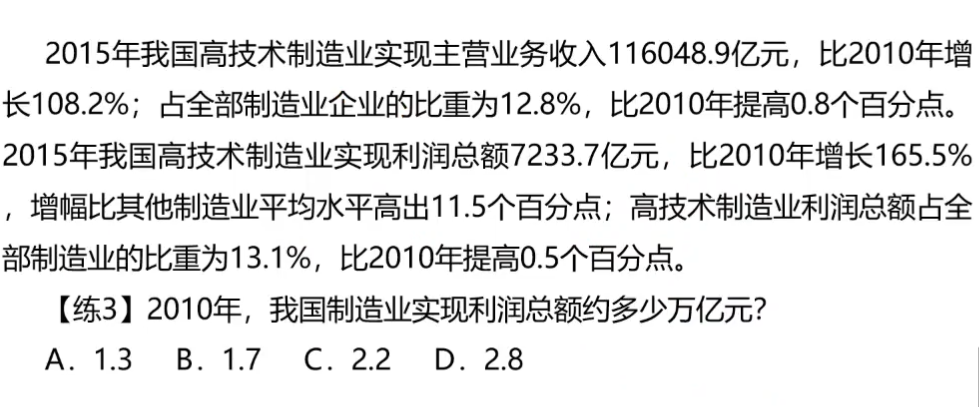 2015年我国高技术制造业实现主营业务收入116048.9亿元，比2010年增
长108.2%；占全部制造业企业的比重为12.8%，比2010年提高0.8个百分点。
2015年我国高技术制造业实现利润总额7233.7亿元，比2010年增长165.5%
，增幅比其他制造业平均水平高出11.5个百分点；高技术制造业利润总额占全
部制造业的比重为13.1%，比2010年提高0.5个百分点。
【练3】2010年，我国制造业实现利润总额约多少万亿元?
A．1.3 B．1.7 C．2.2 D．2.8